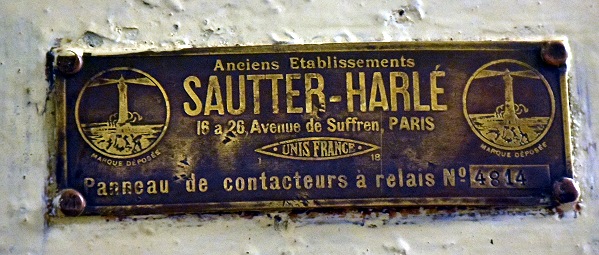 Anciens Etablissements
SAUTTER-HARLÉ
16 a 26, Avenue de Suffren, PARIS
UNIS FRANCE
18
MARQUE DÉPOSÉE
MARQUE DÉPOSÉE
Panneau de contacteurs à relais No 4814